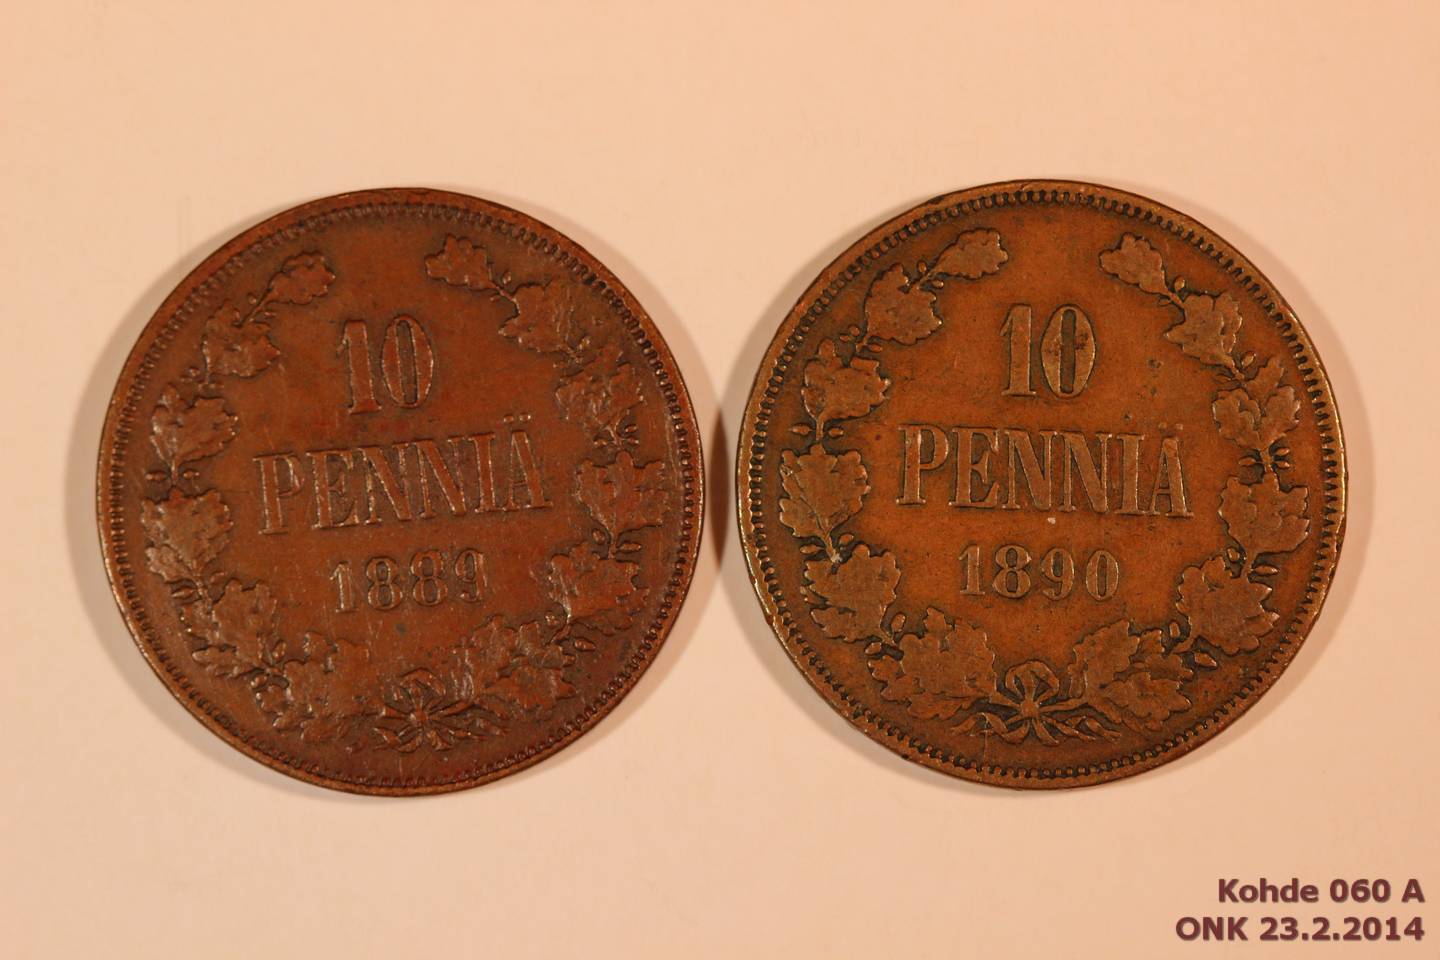 10
PENNIÄ
1889
10
PENNIÄ
1890
Kohde 060 A
ONK 23.2.2014